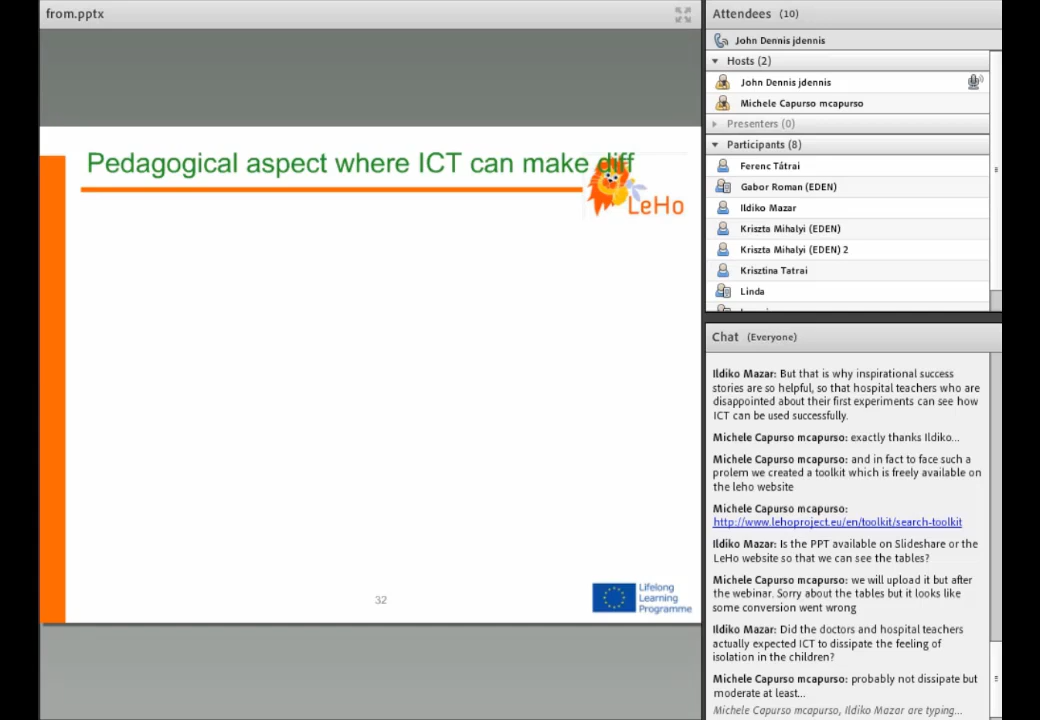 from.pptx
Pedagogical aspect where ICT can make diff
LeHo
32
Lifelong
Learning
Programme
Attendees (10)
John Dennis jdennis
Hosts (2)
John Dennis jdennis
Michele Capurso mcapurso
Presenters (0)
Participants (8)
Ferenc Tátrai
Gabor Roman (EDEN)
Ildiko Mazar
Kriszta Mihalyi (EDEN)
Kriszta Mihalyi (EDEN) 2
Krisztina Tatrai
Linda
Chat (Everyone)
Ildiko Mazar: But that is why inspirational success
stories are so helpful, so that hospital teachers who are
disappointed about their first experiments can see how
ICT can be used successfully.
Michele Capurso mcapurso: exactly thanks Ildiko...
Michele Capurso mcapurso: and in fact to face such a
prolem we created a toolkit which is freely available on
the leho website
Michele Capurso mcapurso:
http://www.lehoproject.eu/en/toolkit/search-toolkit
Ildiko Mazar: Is the PPT available on Slideshare or the
LeHo website so that we can see the tables?
Michele Capurso mcapurso: we will upload it but after
the webinar. Sorry about the tables but it looks like
some conversion went wrong
Ildiko Mazar: Did the doctors and hospital teachers
actually expected ICT to dissipate the feeling of
isolation in the children?
Michele Capurso mcapurso: probably not dissipate but
moderate at least...
Michele Capurso mcapurso, Ildiko Mazar are typing...